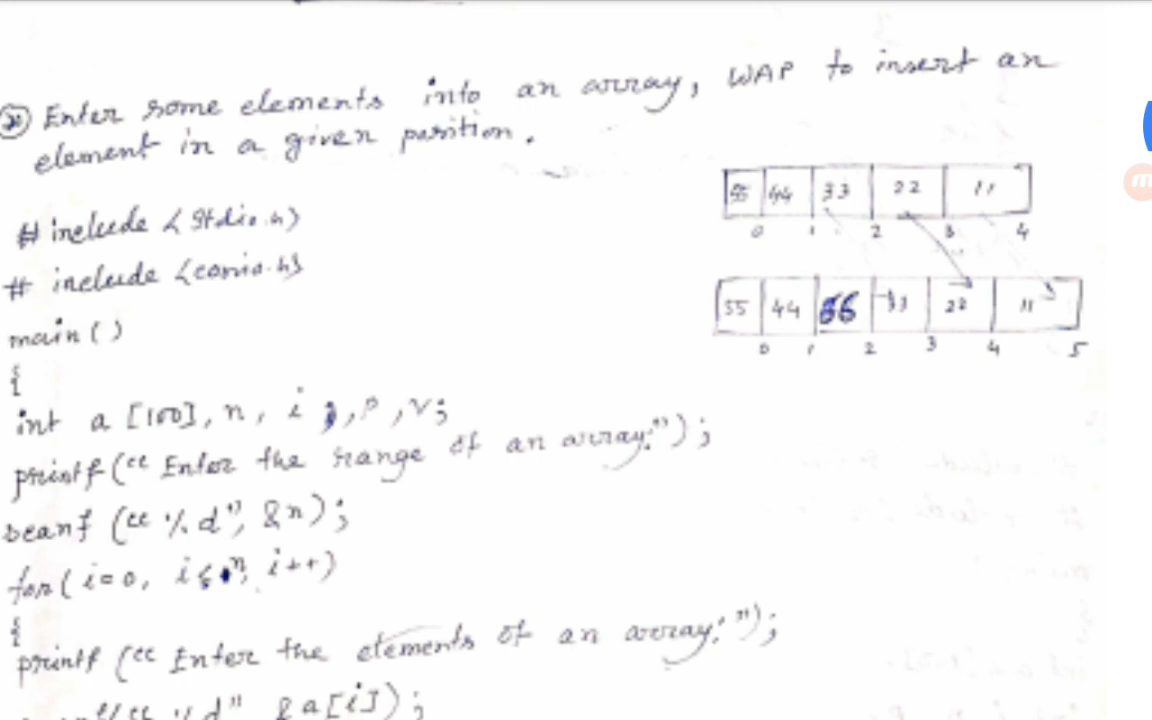 Enter some elements into an array, WAP to insert an
element in a given position.
# include <stdio.h>
# include <conio.h>
main()
{
int a [100], n, i, p, v;
printf(" Enter the range of an array:");
scanf (" %d", &n);
for(i=0, i<n, i++)
{
printf (" Enter the elements of an array:");
scanf(" %d" &a[i]);
55 44 33 22 11
0 1 2 3 4
55 44 66 33 22 11
0 1 2 3 4 5